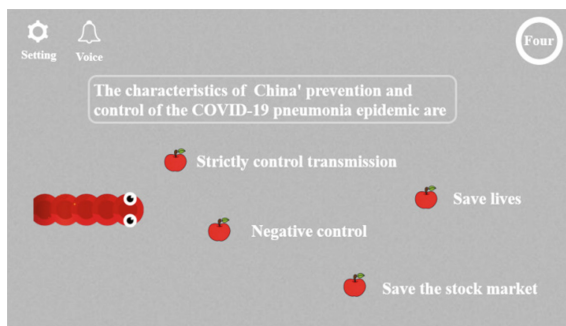 Setting
Voice
Four
The characteristics of China' prevention and
control of the COVID-19 pneumonia epidemic are
Strictly control transmission
Save lives
Negative control
Save the stock market